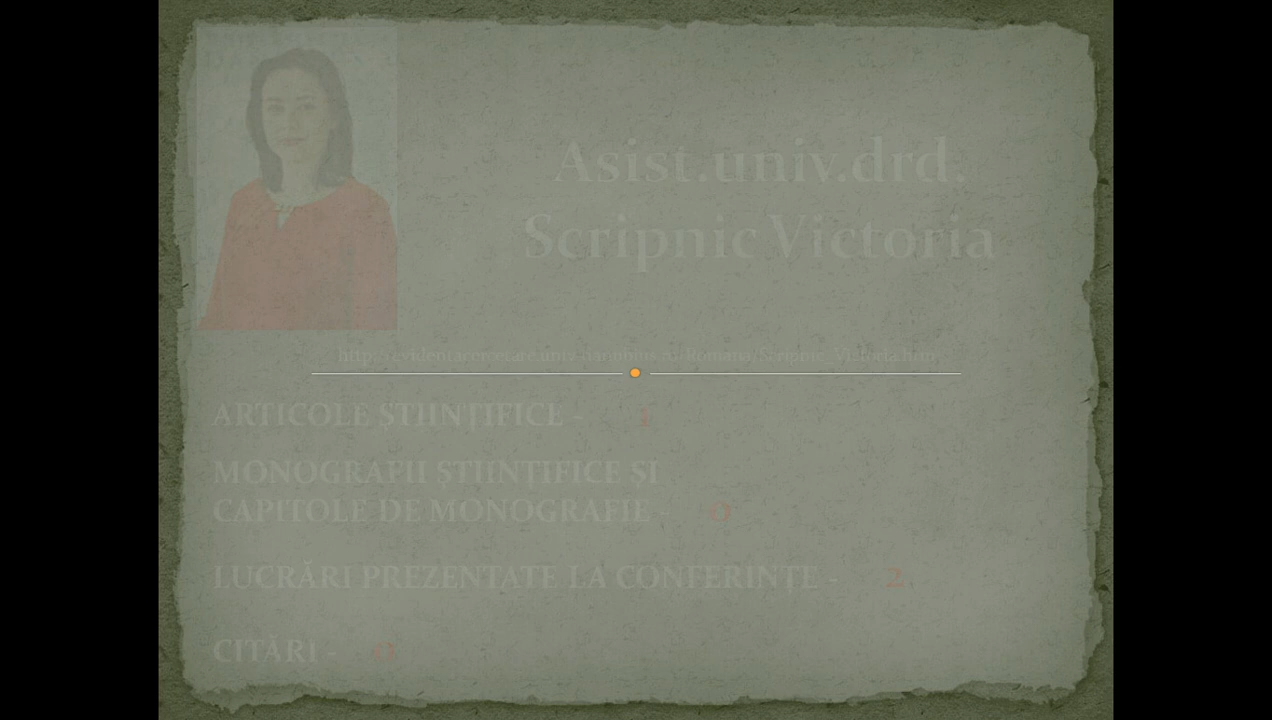 Asist.univ.drd.
Scripnic Victoria
ARTICOLE ȘTIINȚIFICE - 1
MONOGRAFII ȘTIINȚIFICE ȘI
CAPITOLE DE MONOGRAFIE - 0
LUCRĂRI PREZENTATE LA CONFERINȚE - 2
CITĂRI - 0